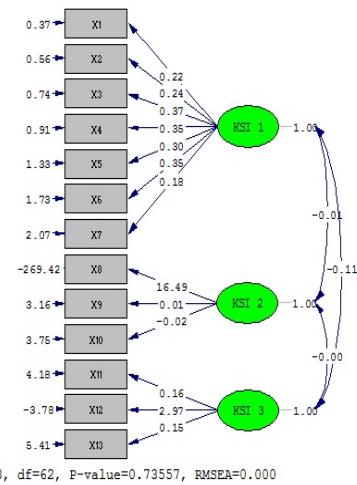 0.37 X1
0.56 X2
0.74 X3
0.91 X4
1.33 X5
1.73 X6
2.07 X7
-269.42 X8
3.16 X9
3.75 X10
4.18 X11
-3.78 X12
5.41 X13
0.22
0.24
0.37
0.35
0.30
0.35
0.18
KSI 1 1.00
16.49
0.01
-0.02
KSI 2 1.00
0.16
2.97
0.15
KSI 3 1.00
-0.01
-0.11
-0.00
, df=62, P-value=0.73557, RMSEA=0.000